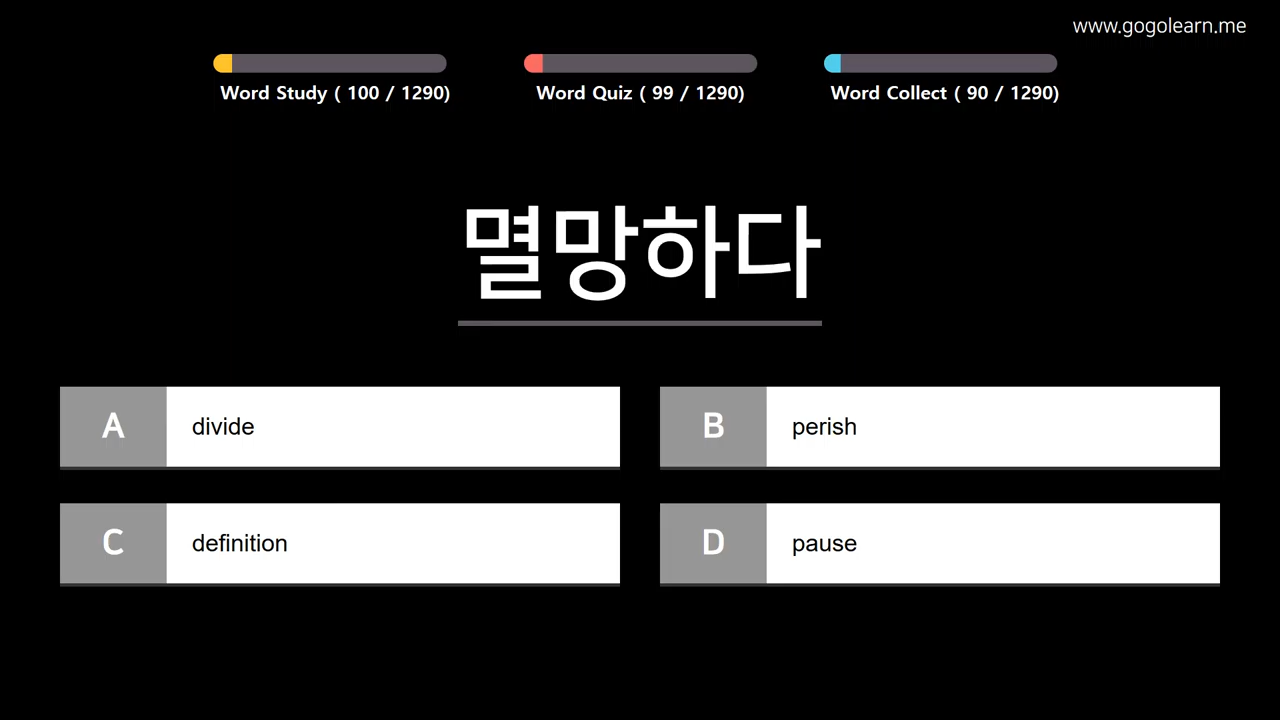 www.gogolearn.me
Word Study ( 100 / 1290)
Word Quiz ( 99 / 1290)
Word Collect ( 90 / 1290)
멸망하다
A divide
B perish
C definition
D pause